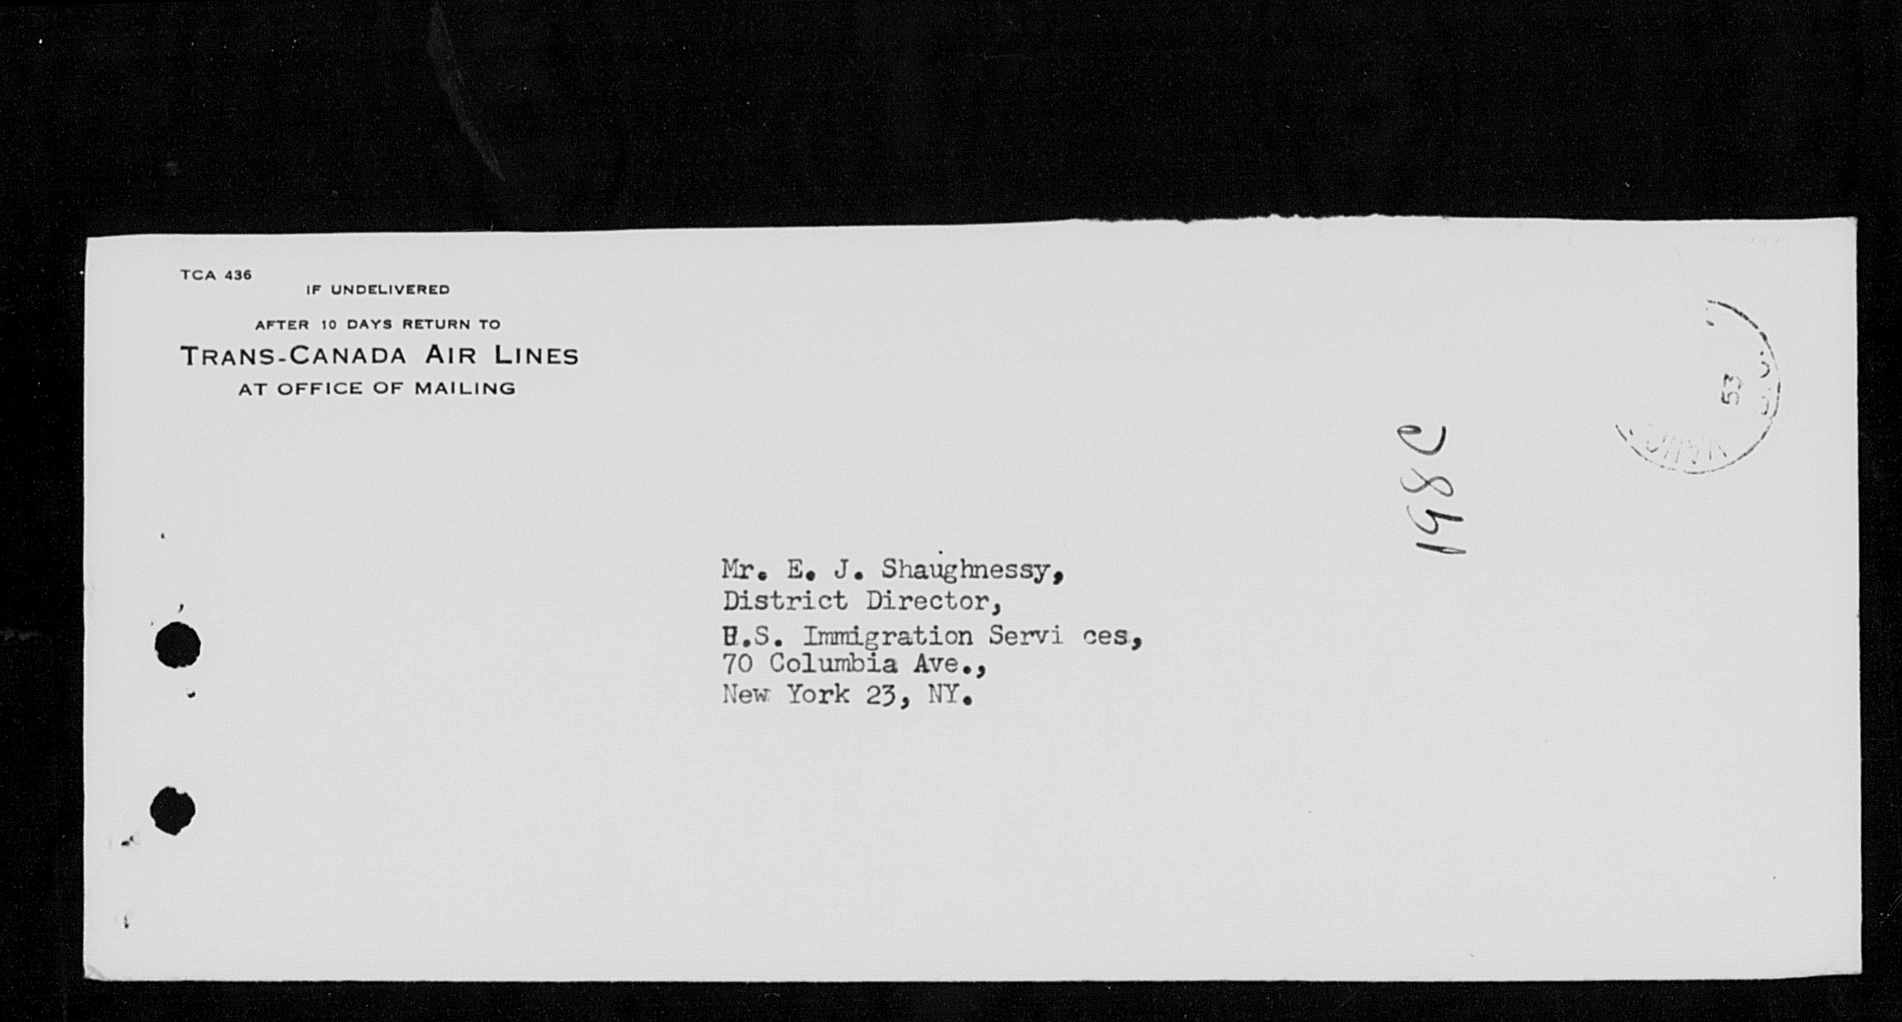 TCA 436
IF UNDELIVERED
AFTER 10 DAYS RETURN TO
TRANS-CANADA AIR LINES
AT OFFICE OF MAILING
53
198C
Mr. E. J. Shaughnessy,
District Director,
U.S. Immigration Servi ces,
70 Columbia Ave.,
New York 23, NY.